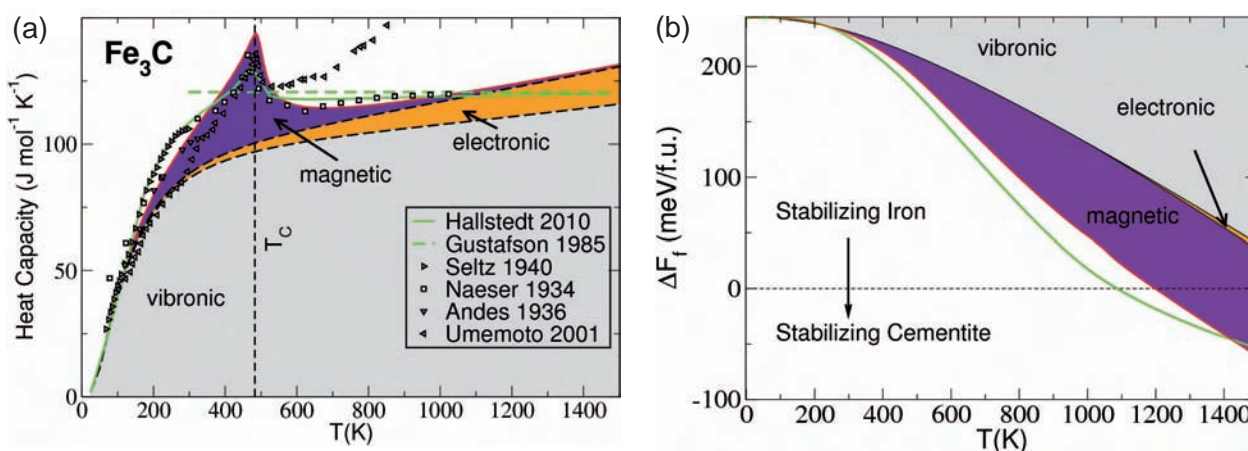 (a)
Fe3C
Heat Capacity (J mol-1 K-1)
100
50
0
electronic
magnetic
vibronic
TC
Hallstedt 2010
Gustafson 1985
Seltz 1940
Naeser 1934
Andes 1936
Umemoto 2001
0 200 400 600 800 1000 1200 1400
T(K)
(b)
ΔFf (meV/f.u.)
200
100
0
-100
vibronic
electronic
magnetic
Stabilizing Iron
Stabilizing Cementite
0 200 400 600 800 1000 1200 1400
T(K)